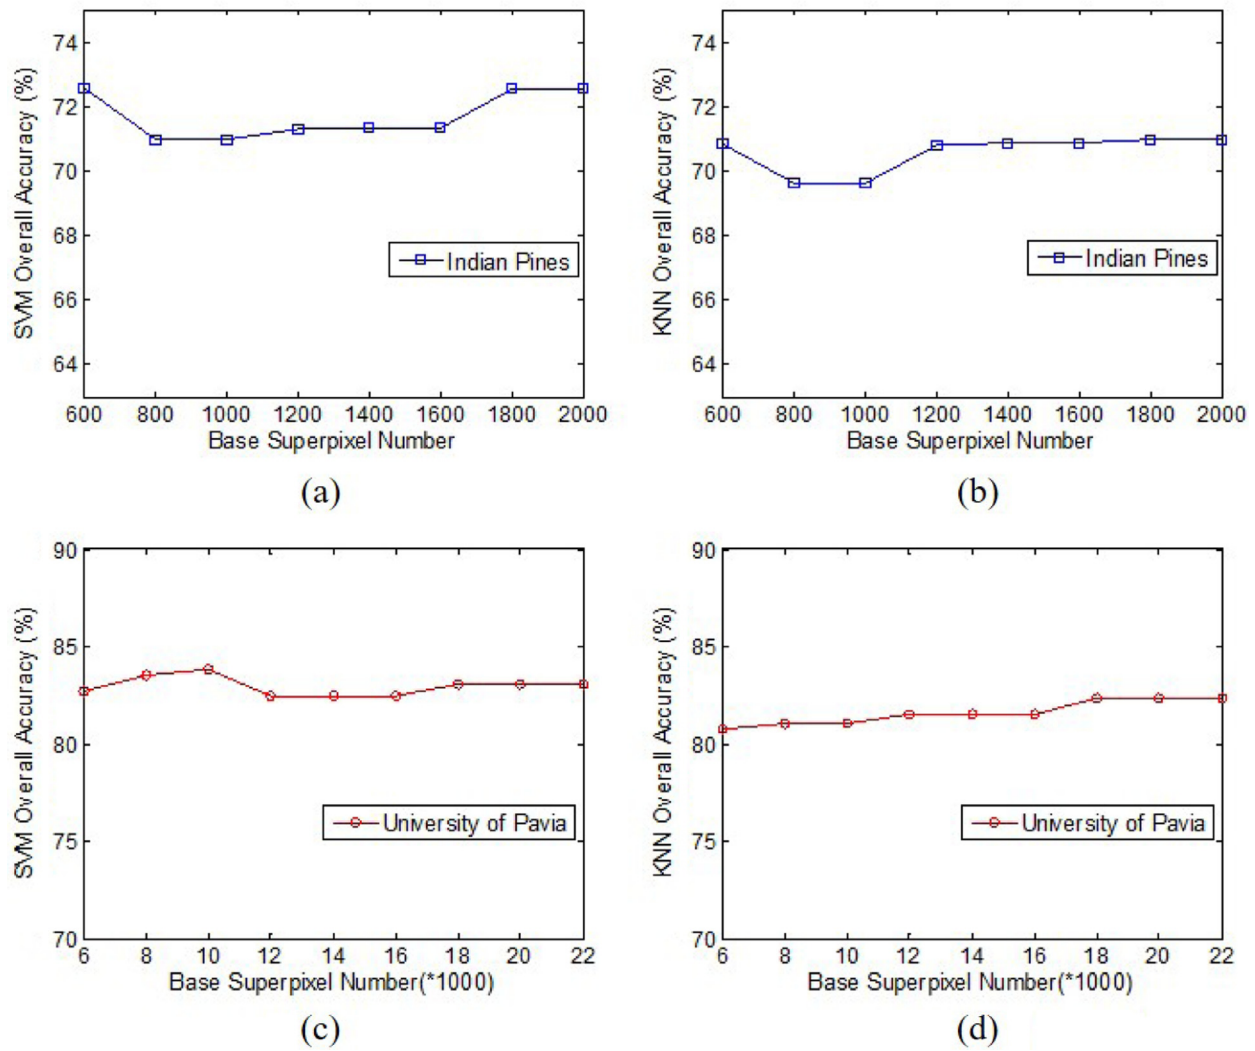 SVM Overall Accuracy (%)
74
72
70
68
66
64
Indian Pines
600 800 1000 1200 1400 1600 1800 2000
Base Superpixel Number
(a)
KNN Overall Accuracy (%)
74
72
70
68
66
64
Indian Pines
600 800 1000 1200 1400 1600 1800 2000
Base Superpixel Number
(b)
SVM Overall Accuracy (%)
90
85
80
75
70
University of Pavia
6 8 10 12 14 16 18 20 22
Base Superpixel Number(*1000)
(c)
KNN Overall Accuracy (%)
90
85
80
75
70
University of Pavia
6 8 10 12 14 16 18 20 22
Base Superpixel Number(*1000)
(d)